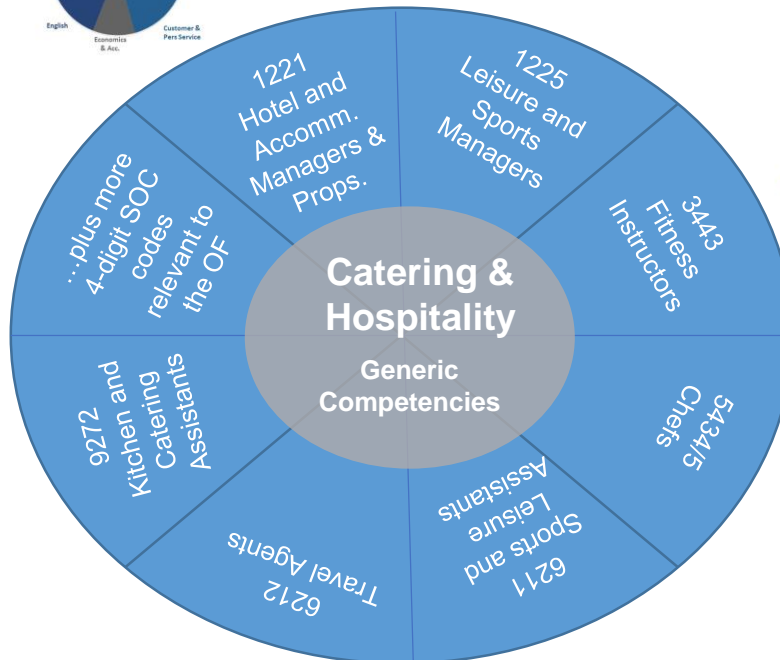 English
Economics
& Acc.
Customer &
Pers Service
1221
Hotel and
Accomm.
Managers &
Props.
1225
Leisure and
Sports
Managers
3443
Fitness
Instructors
5434/5
Chefs
6211
Sports and
Leisure
Assistants
6212
Travel Agents
9272
Kitchen and
Catering
Assistants
...plus more
4-digit SOC
codes
relevant to
the OF
Catering &
Hospitality
Generic
Competencies